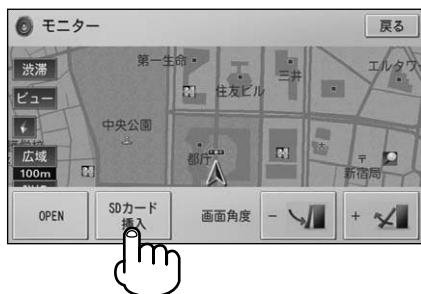 モニター
戻る
渋滞
第一生命
三井
エルタワー
ビュー
住友ビル
中央公園
都庁
広域
100m
新宿局
OPEN
SDカード
挿入
画面角度
-
+